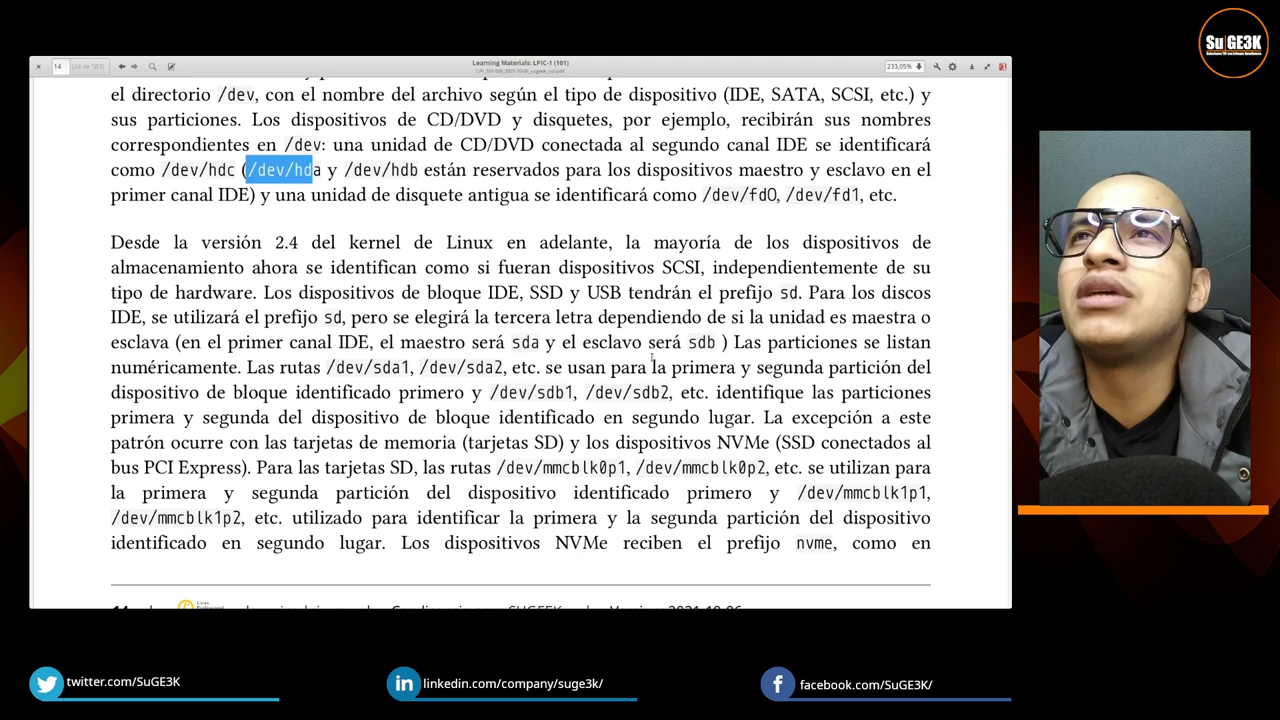 SuGE3K
14 (24 de 583)
Learning Materials: LPIC-1 (101)
233,05%
el directorio /dev, con el nombre del archivo según el tipo de dispositivo (IDE, SATA, SCSI, etc.) y
sus particiones. Los dispositivos de CD/DVD y disquetes, por ejemplo, recibirán sus nombres
correspondientes en /dev: una unidad de CD/DVD conectada al segundo canal IDE se identificará
como /dev/hdc (/dev/hda y /dev/hdb están reservados para los dispositivos maestro y esclavo en el
primer canal IDE) y una unidad de disquete antigua se identificará como /dev/fd0, /dev/fd1, etc.
Desde la versión 2.4 del kernel de Linux en adelante, la mayoría de los dispositivos de
almacenamiento ahora se identifican como si fueran dispositivos SCSI, independientemente de su
tipo de hardware. Los dispositivos de bloque IDE, SSD y USB tendrán el prefijo sd. Para los discos
IDE, se utilizará el prefijo sd, pero se elegirá la tercera letra dependiendo de si la unidad es maestra o
esclava (en el primer canal IDE, el maestro será sda y el esclavo será sdb ) Las particiones se listan
numéricamente. Las rutas /dev/sda1, /dev/sda2, etc. se usan para la primera y segunda partición del
dispositivo de bloque identificado primero y /dev/sdb1, /dev/sdb2, etc. identifique las particiones
primera y segunda del dispositivo de bloque identificado en segundo lugar. La excepción a este
patrón ocurre con las tarjetas de memoria (tarjetas SD) y los dispositivos NVMe (SSD conectados al
bus PCI Express). Para las tarjetas SD, las rutas /dev/mmcblk0p1, /dev/mmcblk0p2, etc. se utilizan para
la primera y segunda partición del dispositivo identificado primero y /dev/mmcblk1p1,
/dev/mmcblk1p2, etc. utilizado para identificar la primera y la segunda partición del dispositivo
identificado en segundo lugar. Los dispositivos NVMe reciben el prefijo nvme, como en
twitter.com/SuGE3K
linkedin.com/company/suge3k/
facebook.com/SuGE3K/